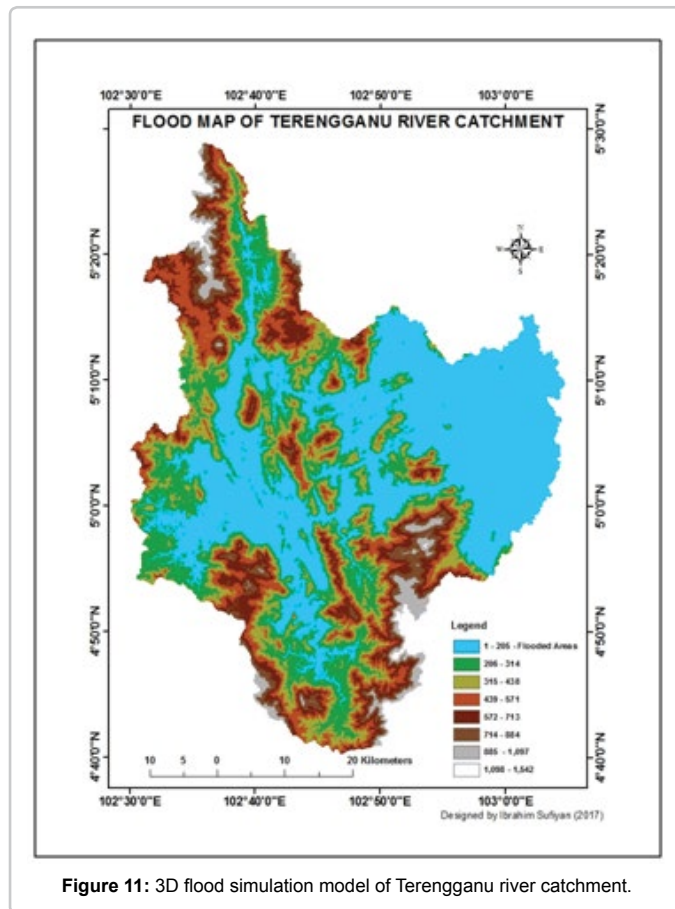 102°30'0"E 102°40'0"E 102°50'0"E 103°0'0"E
FLOOD MAP OF TERENGGANU RIVER CATCHMENT
5°30'0"N
5°20'0"N 5°20'0"N
5°10'0"N 5°10'0"N
5°0'0"N 5°0'0"N
4°50'0"N 4°50'0"N
4°40'0"N 4°40'0"N
N
W E
S
Legend
1 - 205 - Flooded Areas
206 - 314
315 - 438
439 - 571
572 - 713
714 - 884
885 - 1,097
1,098 - 1,542
10 5 0 10 20 Kilometers
102°30'0"E 102°40'0"E 102°50'0"E 103°0'0"E
Designed by Ibrahim Sufiyan (2017)
Figure 11: 3D flood simulation model of Terengganu river catchment.